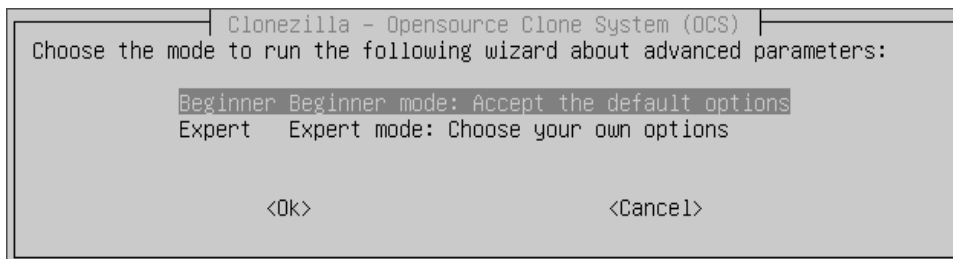 Clonezilla - Opensource Clone System (OCS)
Choose the mode to run the following wizard about advanced parameters:
Beginner Beginner mode: Accept the default options
Expert Expert mode: Choose your own options
<Ok> <Cancel>